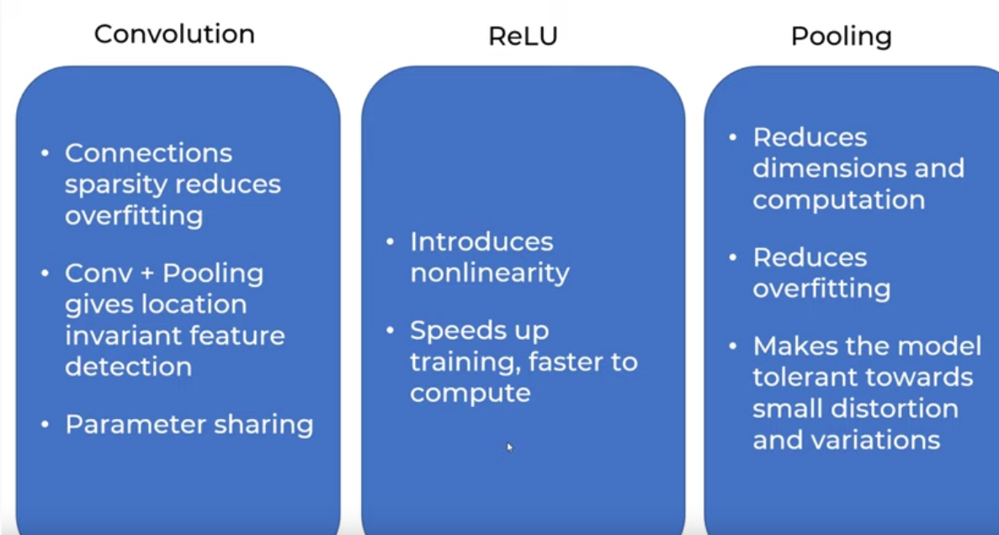 Convolution
• Connections
sparsity reduces
overfitting
• Conv + Pooling
gives location
invariant feature
detection
• Parameter sharing
ReLU
• Introduces
nonlinearity
• Speeds up
training, faster to
compute
Pooling
• Reduces
dimensions and
computation
• Reduces
overfitting
• Makes the model
tolerant towards
small distortion
and variations